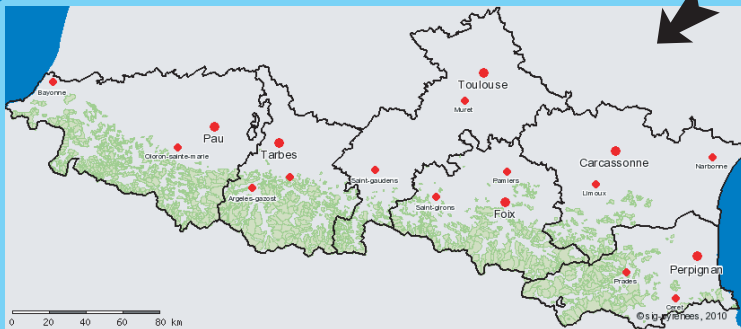 Toulouse
Bayonne
Muret
Pau
Tarbes
Oloron-sainte-marie
Carcassonne
Narbonne
Saint-gaudens
Pamiers
Argeles-gazost
Limoux
Saint-girons
Foix
Perpignan
Prades
Ceret
0 20 40 60 80 km
©sig-pyrenees, 2010